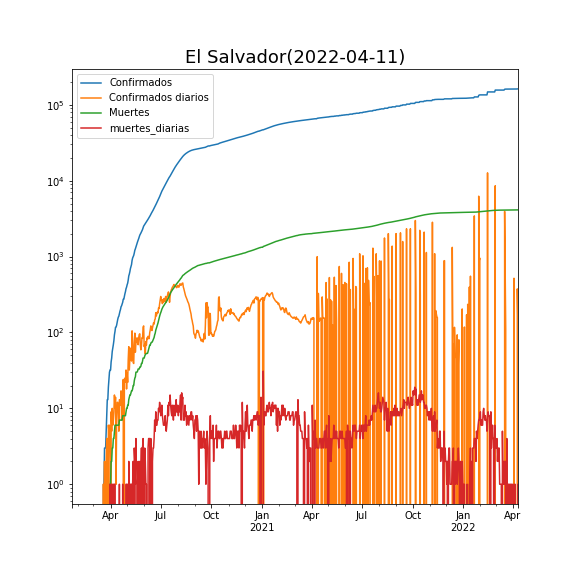 El Salvador(2022-04-11)
Confirmados
Confirmados diarios
Muertes
muertes_diarias
10⁵
10⁴
10³
10²
10¹
10⁰
Apr Jul Oct Jan Apr Jul Oct Jan Apr
2021 2022